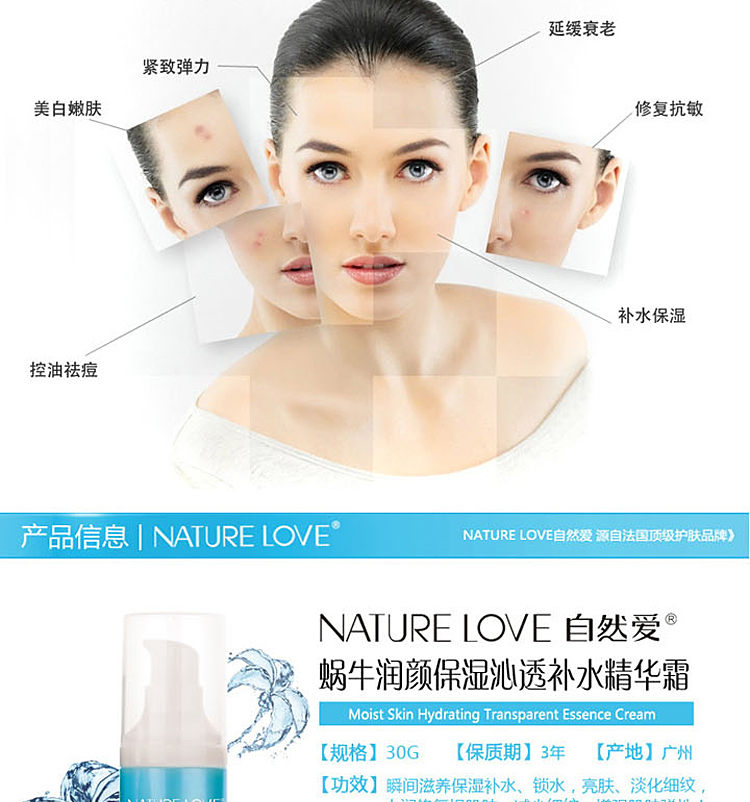 延缓衰老
紧致弹力
美白嫩肤
修复抗敏
补水保湿
控油祛痘
产品信息 | NATURE LOVE®
NATURE LOVE自然爱 源自法国顶级护肤品牌》
NATURE LOVE 自然爱®
蜗牛润颜保湿沁透补水精华霜
Moist Skin Hydrating Transparent Essence Cream
【规格】30G 【保质期】3年 【产地】广州
【功效】瞬间滋养保湿补水、锁水，亮肤、淡化细纹，
NATURE LOVE